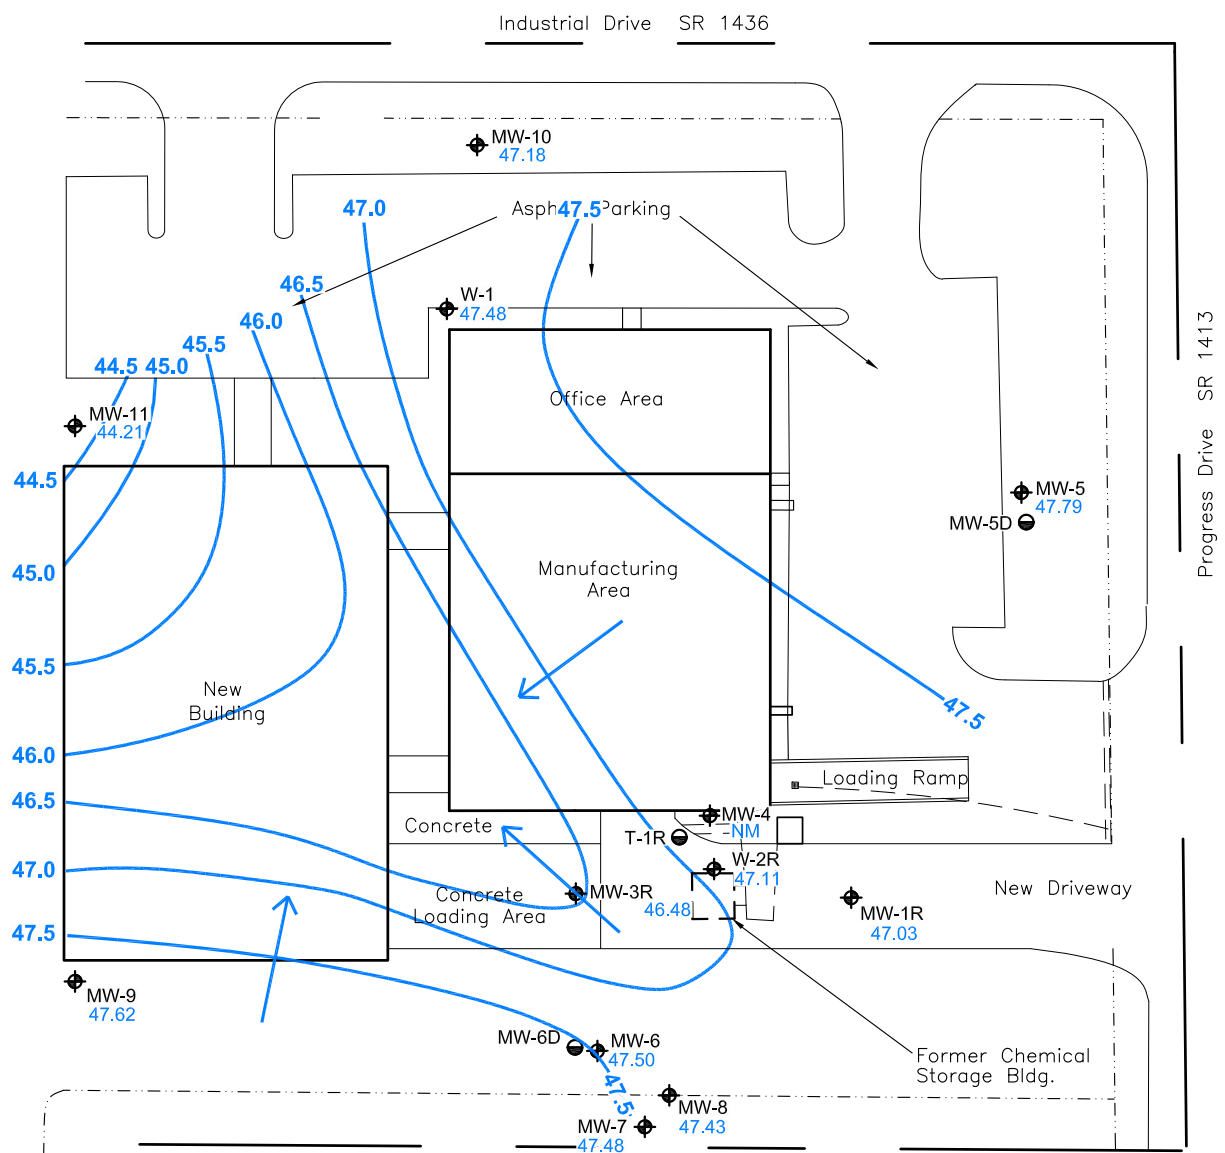 Industrial Drive SR 1436
MW-10
47.18
47.0
Asph
47.5
Parking
46.5
W-1
47.48
46.0
45.5
44.5
45.0
Office Area
MW-11
44.21
44.5
MW-5
47.79
MW-5D
Progress Drive SR 1413
45.0
Manufacturing
Area
45.5
New
Building
47.5
46.0
46.5
Loading Ramp
Concrete
MW-4
NM
T-1R
W-2R
47.11
47.0
MW-3R
Concrete
Loading Area
46.48
New Driveway
MW-1R
47.03
47.5
MW-9
47.62
MW-6D
MW-6
47.50
Former Chemical
Storage Bldg.
47.5
MW-8
47.43
MW-7
47.48